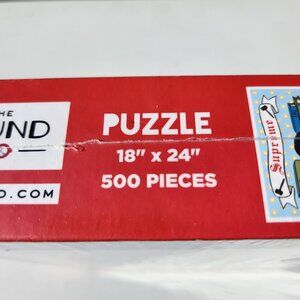 THE
UND
O.COM
PUZZLE
18" x 24"
500 PIECES
Supreme